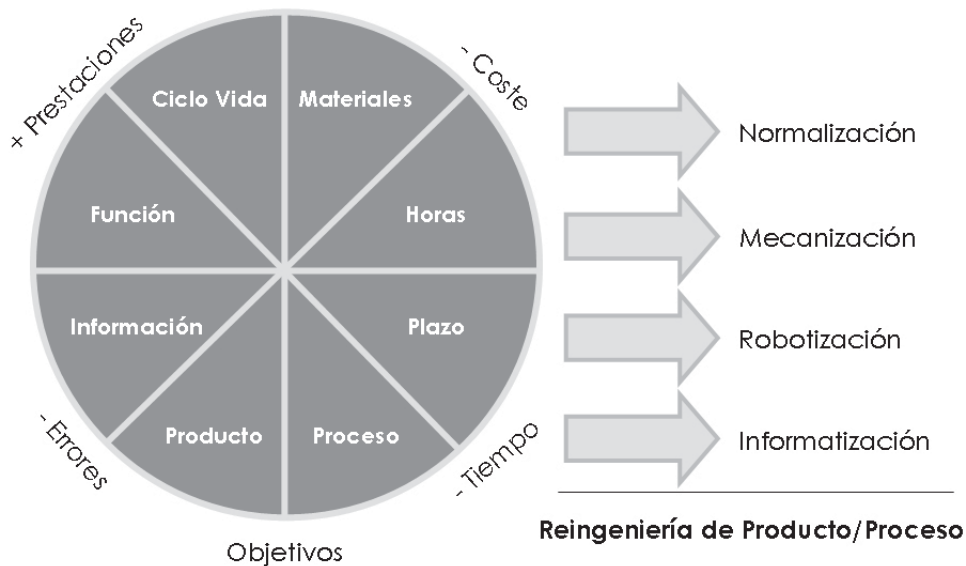 + Prestaciones
- Coste
Ciclo Vida
Materiales
Función
Horas
Información
Plazo
Producto
Proceso
- Errores
- Tiempo
Objetivos
Normalización
Mecanización
Robotización
Informatización
Reingeniería de Producto/Proceso